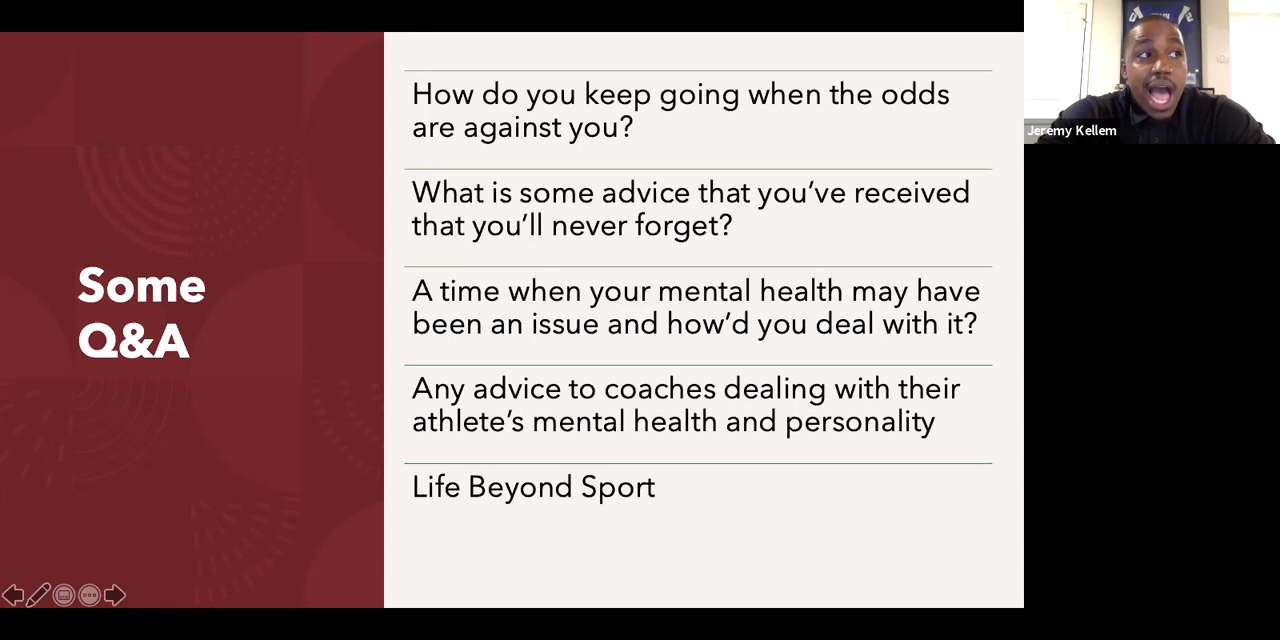 Some
Q&A
How do you keep going when the odds
are against you?
What is some advice that you’ve received
that you’ll never forget?
A time when your mental health may have
been an issue and how’d you deal with it?
Any advice to coaches dealing with their
athlete’s mental health and personality
Life Beyond Sport
Jeremy Kellem